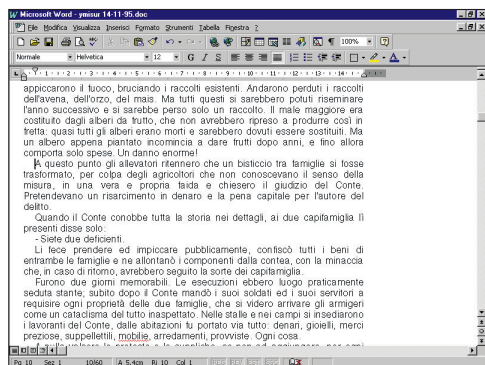 Microsoft Word - ymisur 14-11-95.doc
File Modifica Visualizza Inserisci Formato Strumenti Tabella Finestra ?
100%
Normale Helvetica 12 G C S
appiccarono il fuoco, bruciando i raccolti esistenti. Andarono perduti i raccolti
dell'avena, dell'orzo, del mais. Ma tutti questi si sarebbero potuti riseminare
l'anno successivo e si sarebbe perso solo un raccolto. Il male maggiore era
costituito dagli alberi da frutto, che non avrebbero ripreso a produrre così in
fretta: quasi tutti gli alberi erano morti e sarebbero dovuti essere sostituiti. Ma
un albero appena piantato incomincia a dare frutti dopo anni, e fino allora
comporta solo spese. Un danno enorme!
A questo punto gli allevatori ritennero che un bisticcio tra famiglie si fosse
trasformato, per colpa degli agricoltori che non conoscevano il senso della
misura, in una vera e propria faida e chiesero il giudizio del Conte.
Pretendevano un risarcimento in denaro e la pena capitale per l'autore del
delitto.
Quando il Conte conobbe tutta la storia nei dettagli, ai due capifamiglia lì
presenti disse solo:
- Siete due deficienti.
Li fece prendere ed impiccare pubblicamente, confiscò tutti i beni di
entrambe le famiglie e ne allontanò i componenti dalla contea, con la minaccia
che, in caso di ritorno, avrebbero seguito la sorte dei capifamiglia.
Furono due giorni memorabili. Le esecuzioni ebbero luogo praticamente
seduta stante; subito dopo il Conte mandò i suoi soldati ed i suoi servitori a
requisire ogni proprietà delle due famiglie, che si videro arrivare gli armigeri
come un cataclisma del tutto inaspettato. Nelle stalle e nei campi si insediarono
i lavoranti del Conte, dalle abitazioni fu portato via tutto: denari, gioielli, merci
preziose, suppellettili, mobilie, arredamenti, provviste. Ogni cosa.
Pg 10 Sez 1 10/60 A 5,4cm Ri 10 Col 1 REG REV EST SSC